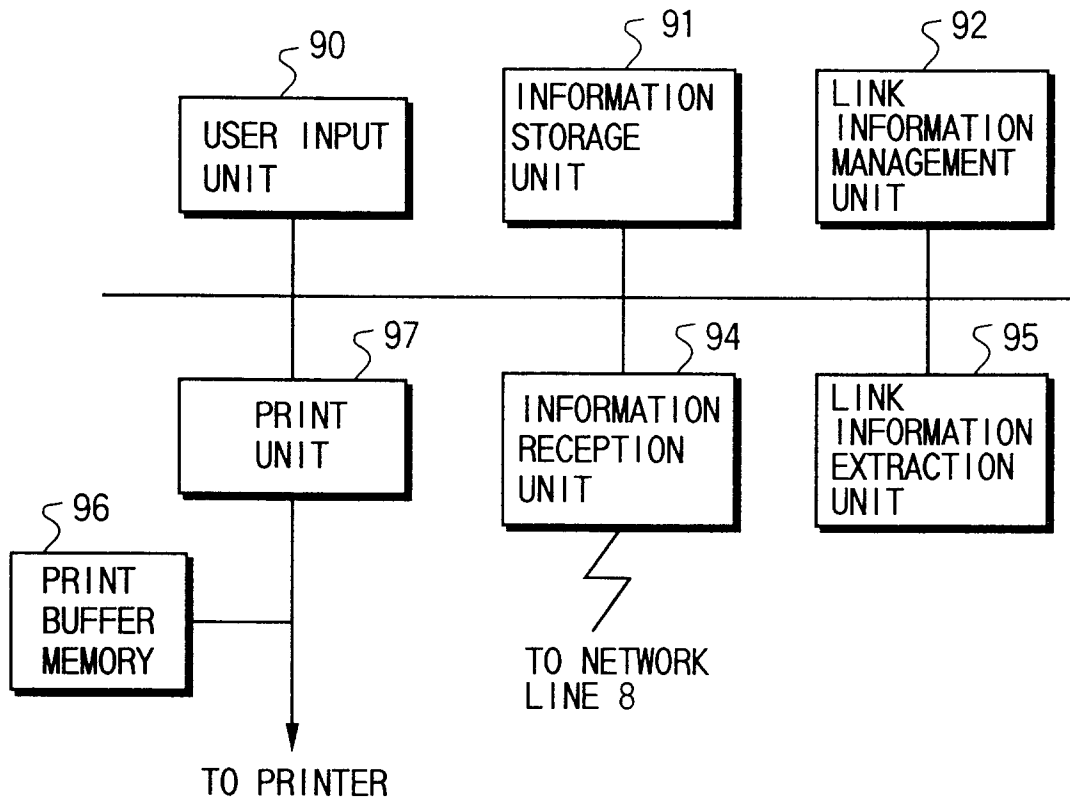 90
USER INPUT
UNIT
91
INFORMATION
STORAGE
UNIT
92
LINK
INFORMATION
MANAGEMENT
UNIT
97
PRINT
UNIT
94
INFORMATION
RECEPTION
UNIT
95
LINK
INFORMATION
EXTRACTION
UNIT
96
PRINT
BUFFER
MEMORY
TO NETWORK
LINE 8
TO PRINTER